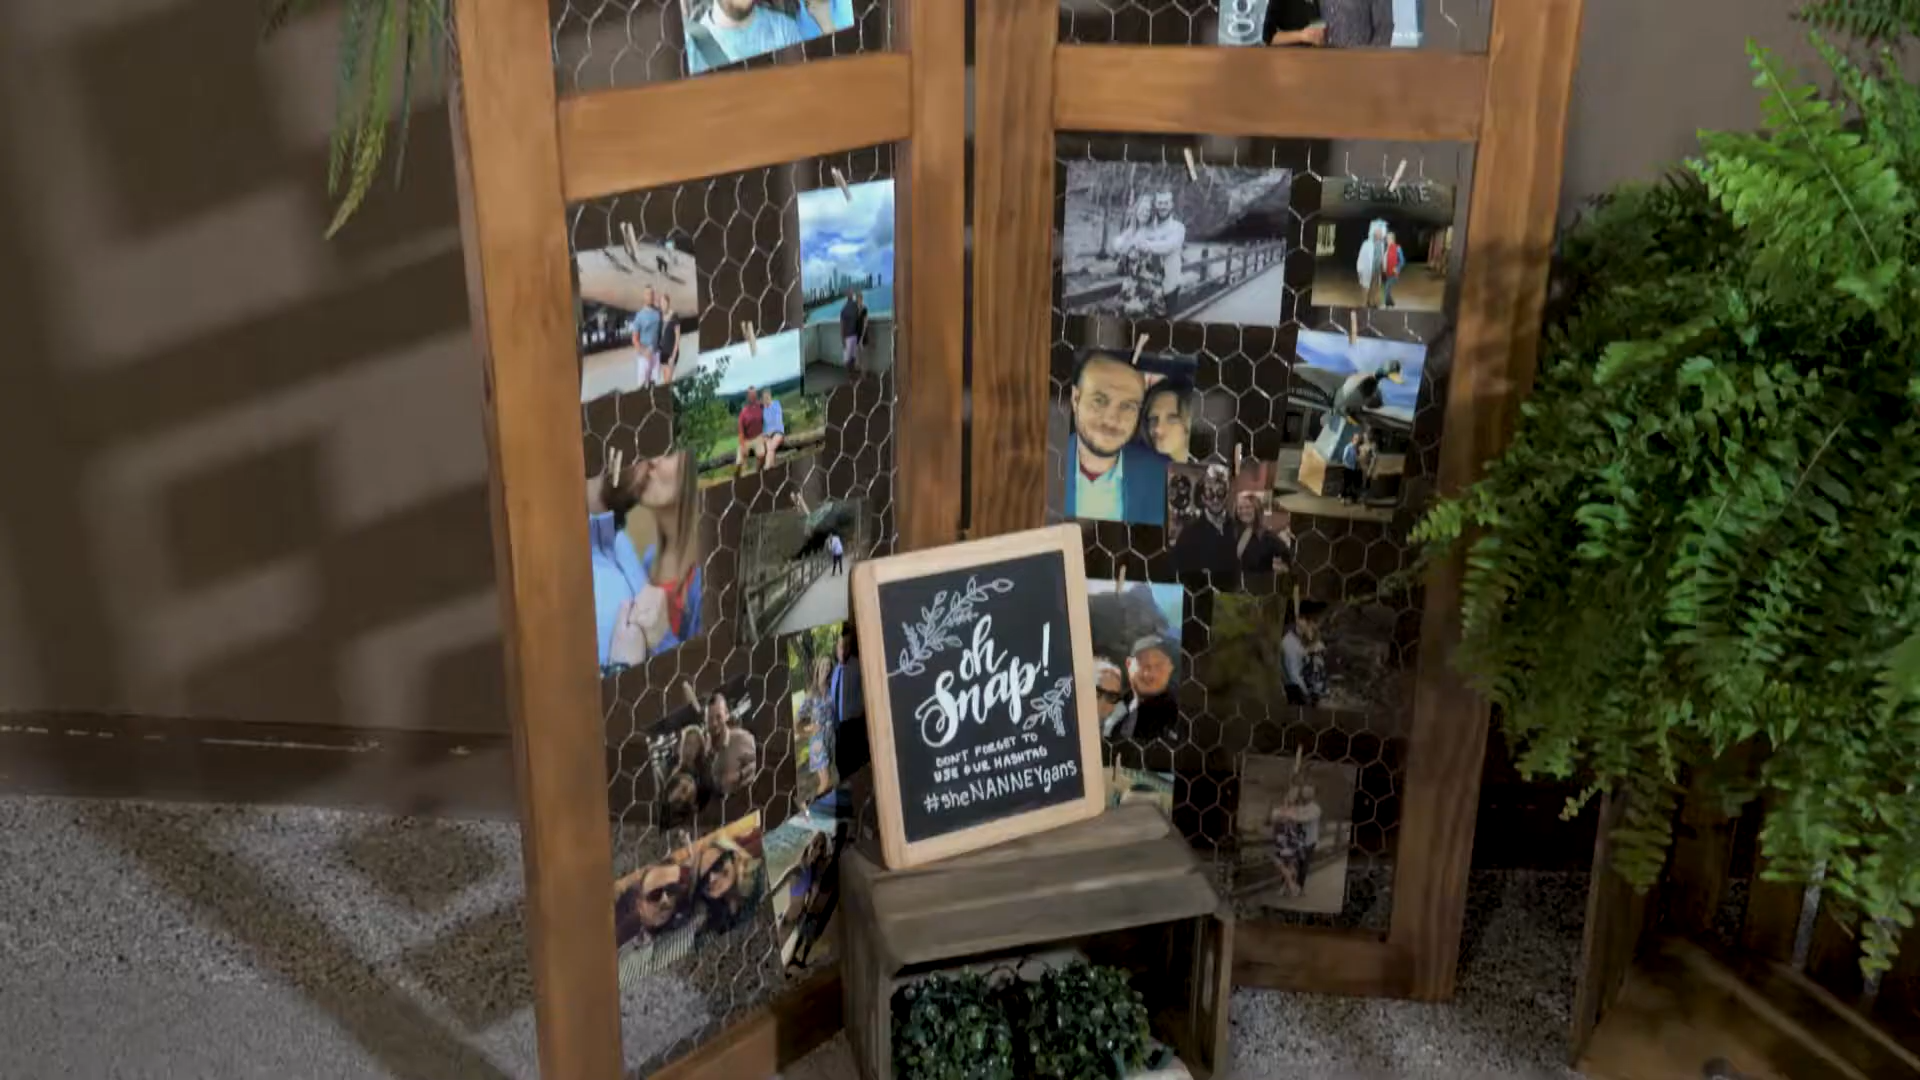 oh
Snap!
DON'T FORGET TO
USE OUR HASHTAG
#sheNANNEYgans